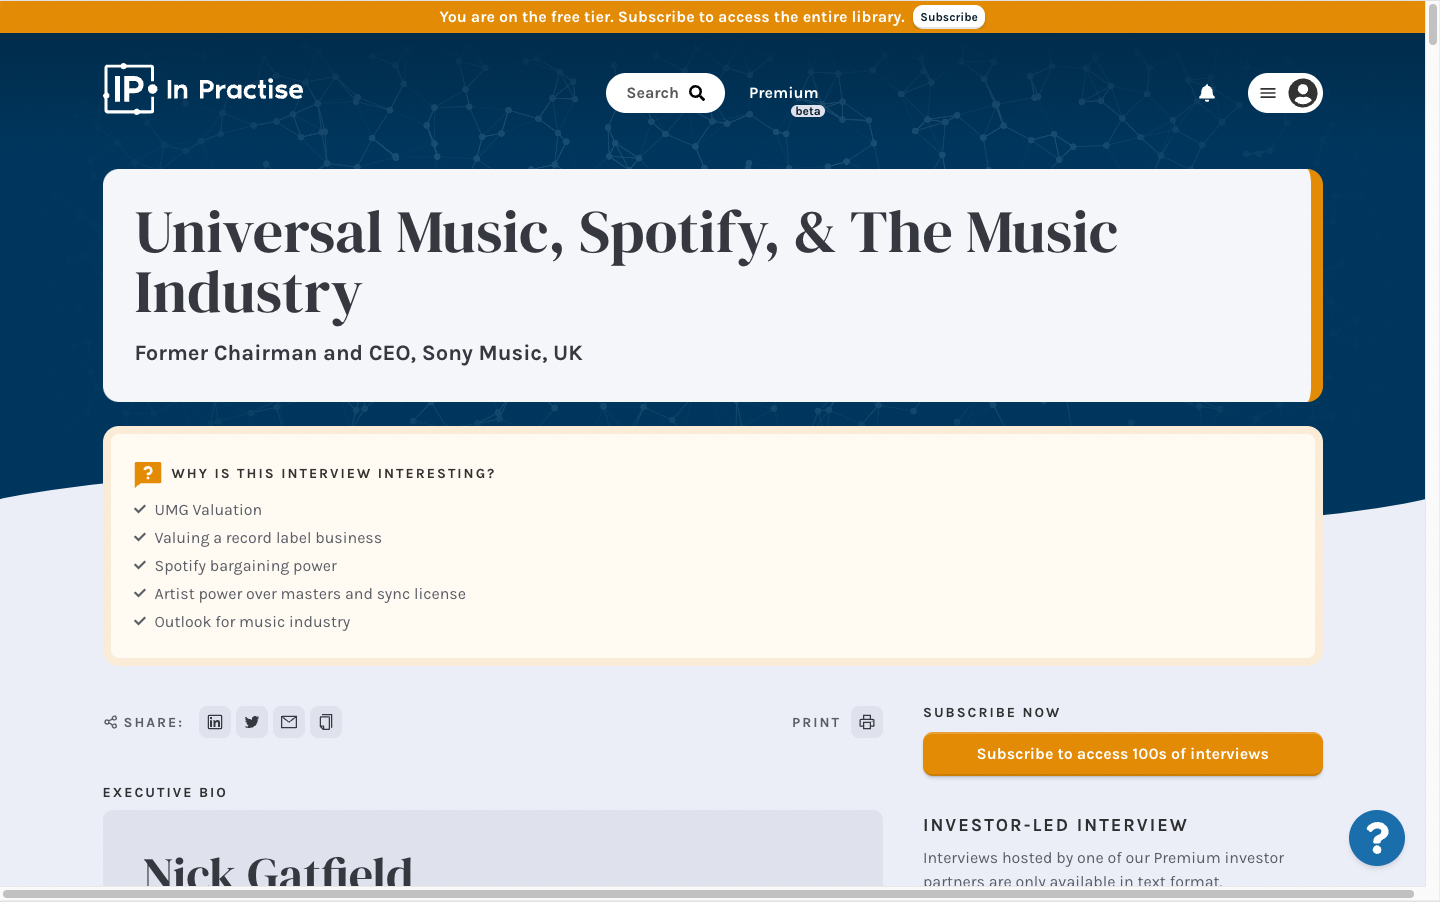 You are on the free tier. Subscribe to access the entire library. Subscribe
IP In Practise
Search
Premium
beta
Universal Music, Spotify, & The Music
Industry
Former Chairman and CEO, Sony Music, UK
? WHY IS THIS INTERVIEW INTERESTING?
UMG Valuation
Valuing a record label business
Spotify bargaining power
Artist power over masters and sync license
Outlook for music industry
SHARE:
PRINT
EXECUTIVE BIO
Nick Gatfield
SUBSCRIBE NOW
Subscribe to access 100s of interviews
INVESTOR-LED INTERVIEW
Interviews hosted by one of our Premium investor
partners are only available in text format.
?